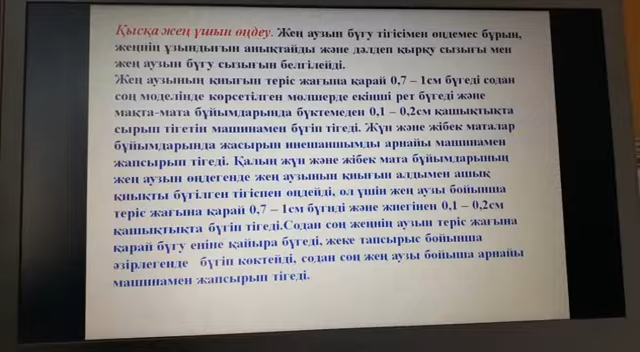 Қысқа жең ұшын өңдеу. Жең аузын бүгу тігісімен өңдемес бұрын,
жеңнің ұзындығын анықтайды және дәлдеп қырқу сызығы мен
жең аузын бүгу сызығын белгілейді.
Жең аузының қиығын теріс жағына қарай 0,7 – 1см бүгеді содан
соң моделінде көрсетілген мөлшерде екінші рет бүгеді және
мақта-мата бұйымдарында бүктемеден 0,1 – 0,2см қашықтықта
сырып тігетін машинамен бүгіп тігеді. Жүн және жібек маталар
бұйымдарында жасырын инешаншымды арнайы машинамен
жапсырып тігеді. Қалың жүн және жібек мата бұйымдарының
жең аузын өңдегенде жең аузының қиығын алдымен ашық
қиықты бүгілген тігіспен өңдейді, ол үшін жең аузы бойынша
теріс жағына қарай 0,7 – 1см бүгиді және жиегінен 0,1 – 0,2см
қашықтықта бүгіп тігеді.Содан соң жеңнің аузын теріс жағына
қарай бүгу еніне қайыра бүгеді, жеке тапсырыс бойынша
әзірлегенде бүгіп көктейді, содан соң жең аузы бойыша арнайы
машинамен жапсырып тігеді.